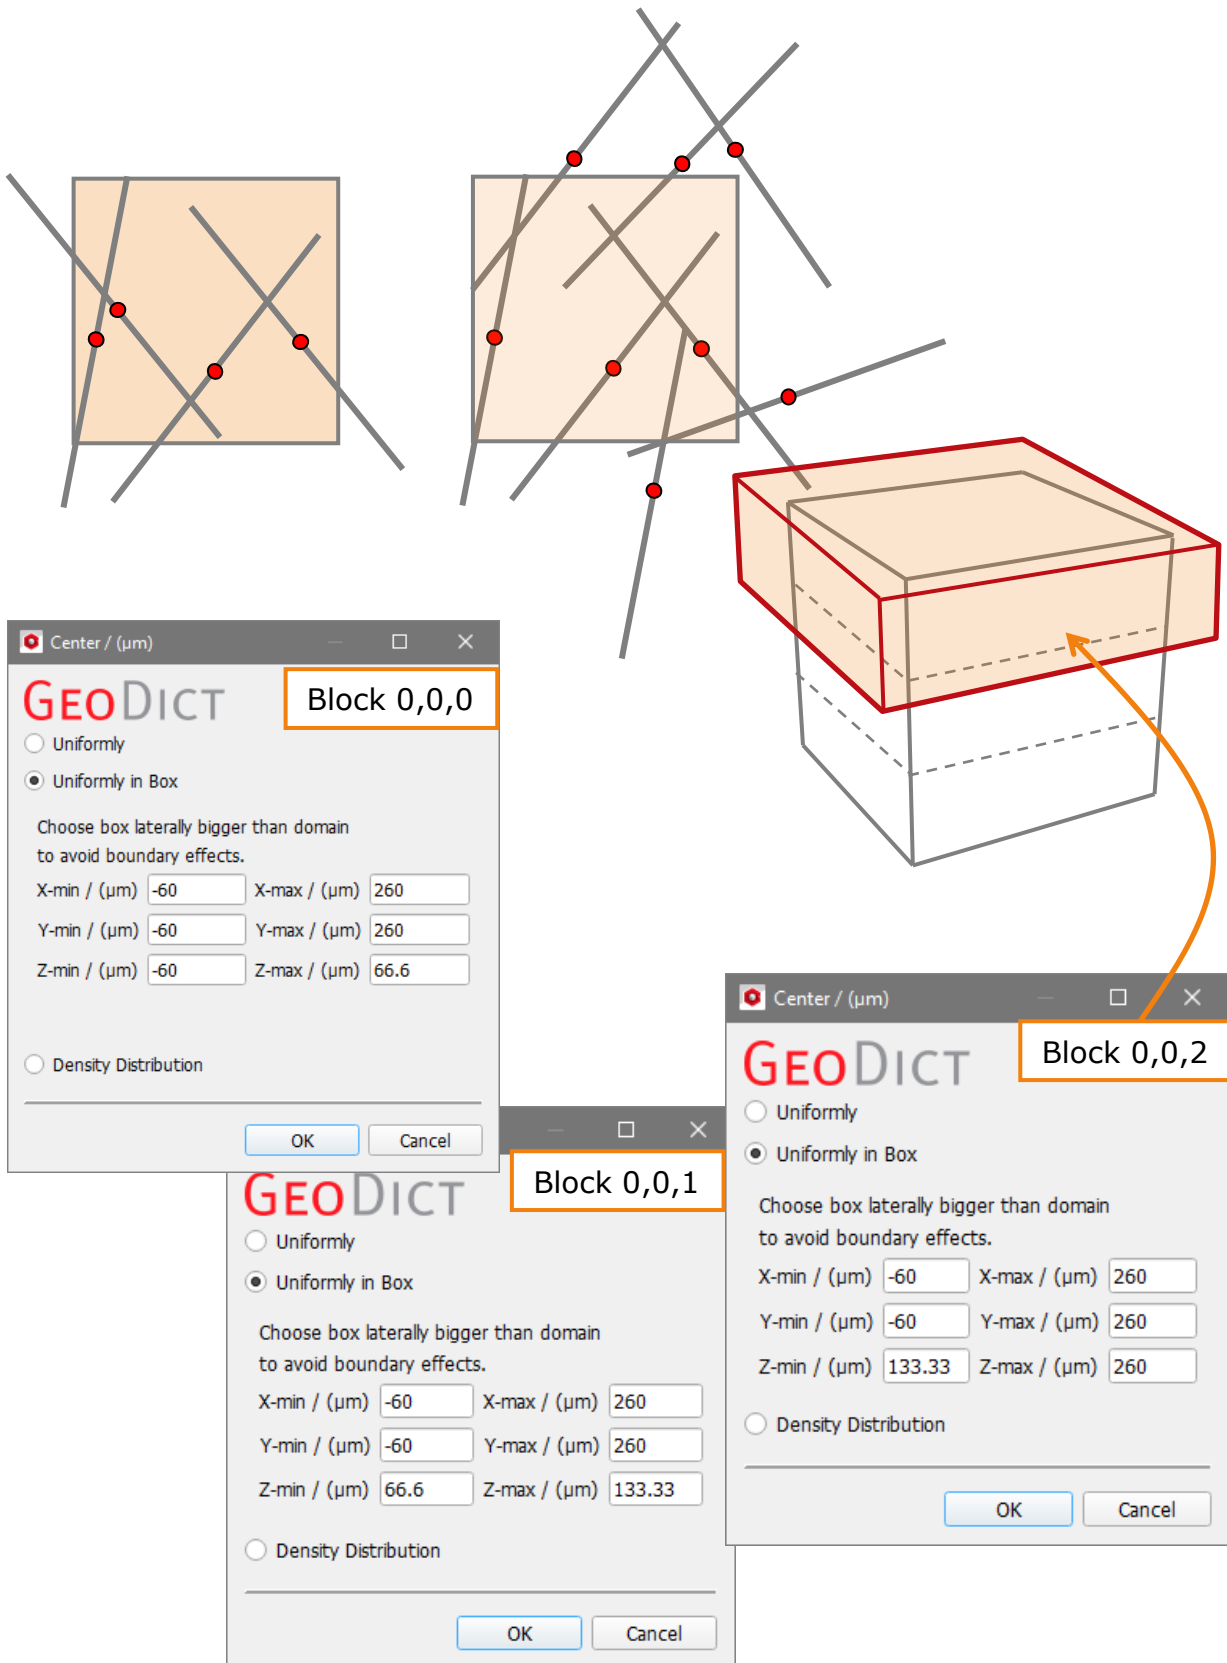 Center / (µm)
GEODICT
Block 0,0,0
Uniformly
Uniformly in Box
Choose box laterally bigger than domain
to avoid boundary effects.
X-min / (µm) -60 X-max / (µm) 260
Y-min / (µm) -60 Y-max / (µm) 260
Z-min / (µm) -60 Z-max / (µm) 66.6
Density Distribution
OK Cancel
Block 0,0,1
GEODICT
Uniformly
Uniformly in Box
Choose box laterally bigger than domain
to avoid boundary effects.
X-min / (µm) -60 X-max / (µm) 260
Y-min / (µm) -60 Y-max / (µm) 260
Z-min / (µm) 66.6 Z-max / (µm) 133.33
Density Distribution
OK Cancel
Center / (µm)
GEODICT
Block 0,0,2
Uniformly
Uniformly in Box
Choose box laterally bigger than domain
to avoid boundary effects.
X-min / (µm) -60 X-max / (µm) 260
Y-min / (µm) -60 Y-max / (µm) 260
Z-min / (µm) 133.33 Z-max / (µm) 260
Density Distribution
OK Cancel